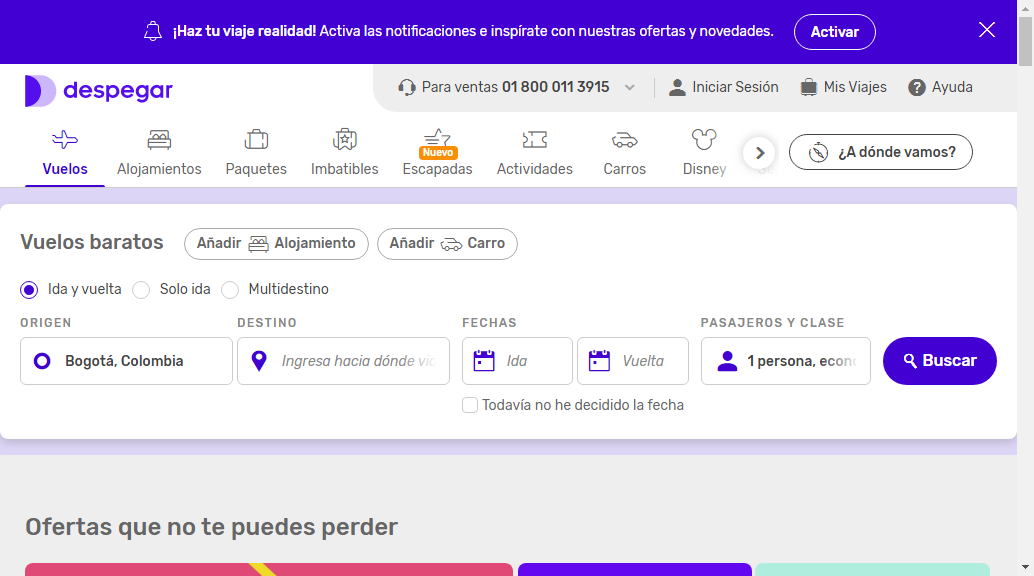 ¡Haz tu viaje realidad! Activa las notificaciones e inspírate con nuestras ofertas y novedades.
Activar
despegar
Para ventas 01 800 011 3915
Iniciar Sesión
Mis Viajes
Ayuda
Vuelos
Alojamientos
Paquetes
Imbatibles
Nuevo
Escapadas
Actividades
Carros
Disney
¿A dónde vamos?
Vuelos baratos
Añadir Alojamiento
Añadir Carro
Ida y vuelta
Solo ida
Multidestino
ORIGEN
DESTINO
FECHAS
PASAJEROS Y CLASE
Bogotá, Colombia
Ingresa hacia dónde
Ida
Vuelta
1 persona,
Buscar
Todavía no he decidido la fecha
Ofertas que no te puedes perder